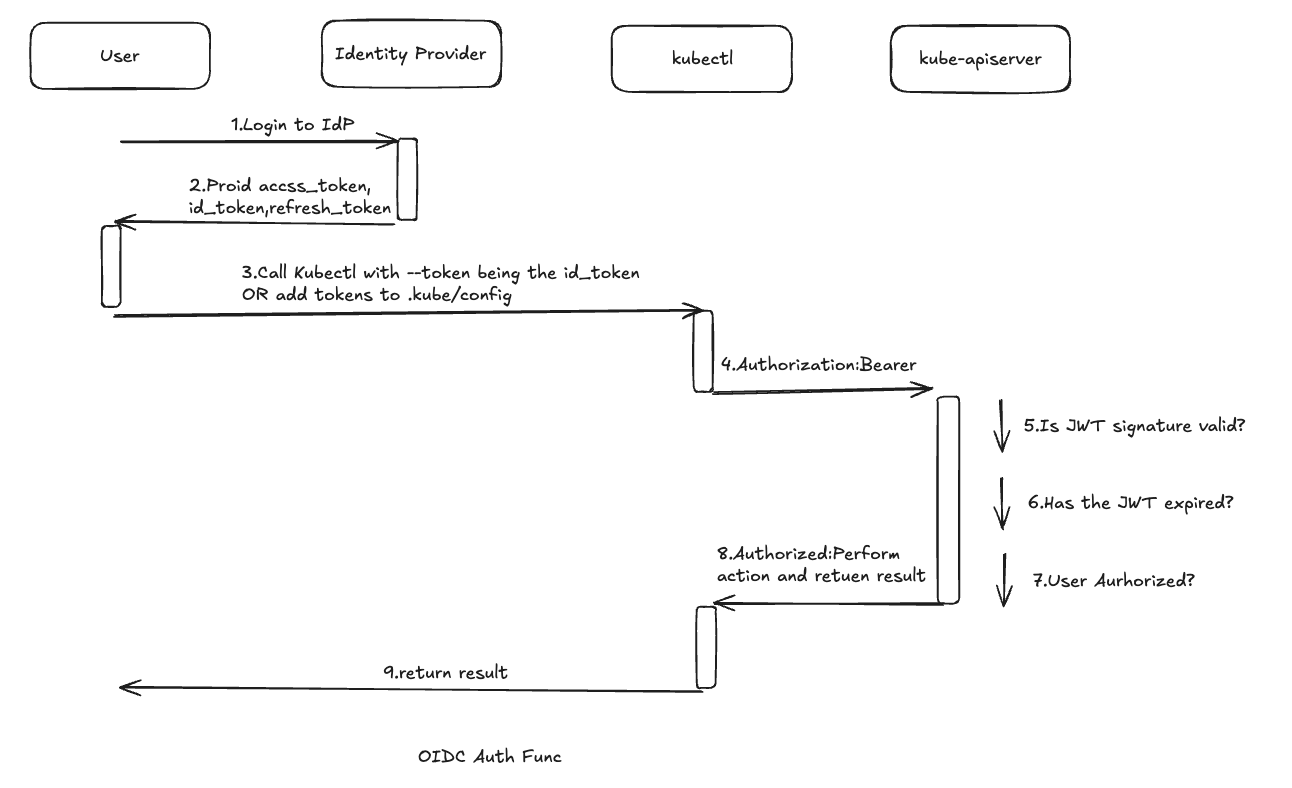 User
Identity Provider
kubectl
kube-apiserver
1.Login to IdP
2.Proid accss_token,
id_token,refresh_token
3.Call Kubectl with --token being the id_token
OR add tokens to .kube/config
4.Authorization:Bearer
5.Is JWT signature valid?
6.Has the JWT expired?
7.User Aurhorized?
8.Authorized:Perform
action and retuen result
9.return result
OIDC Auth Func